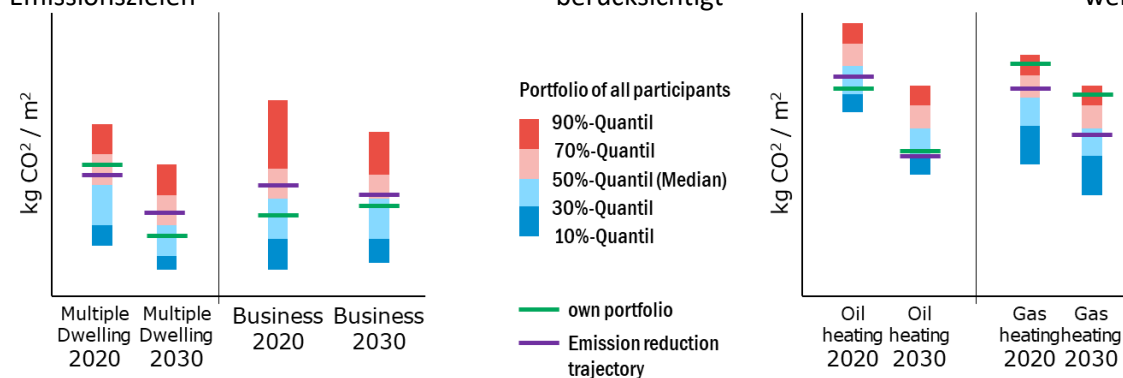 Emissionszielen
berücksichtigt
kg CO² / m²
Multiple Dwelling 2020
Multiple Dwelling 2030
Business 2020
Business 2030
Portfolio of all participants
90%-Quantil
70%-Quantil
50%-Quantil (Median)
30%-Quantil
10%-Quantil
own portfolio
Emission reduction
trajectory
kg CO² / m²
Oil heating 2020
Oil heating 2030
Gas heating 2020
Gas heating 2030